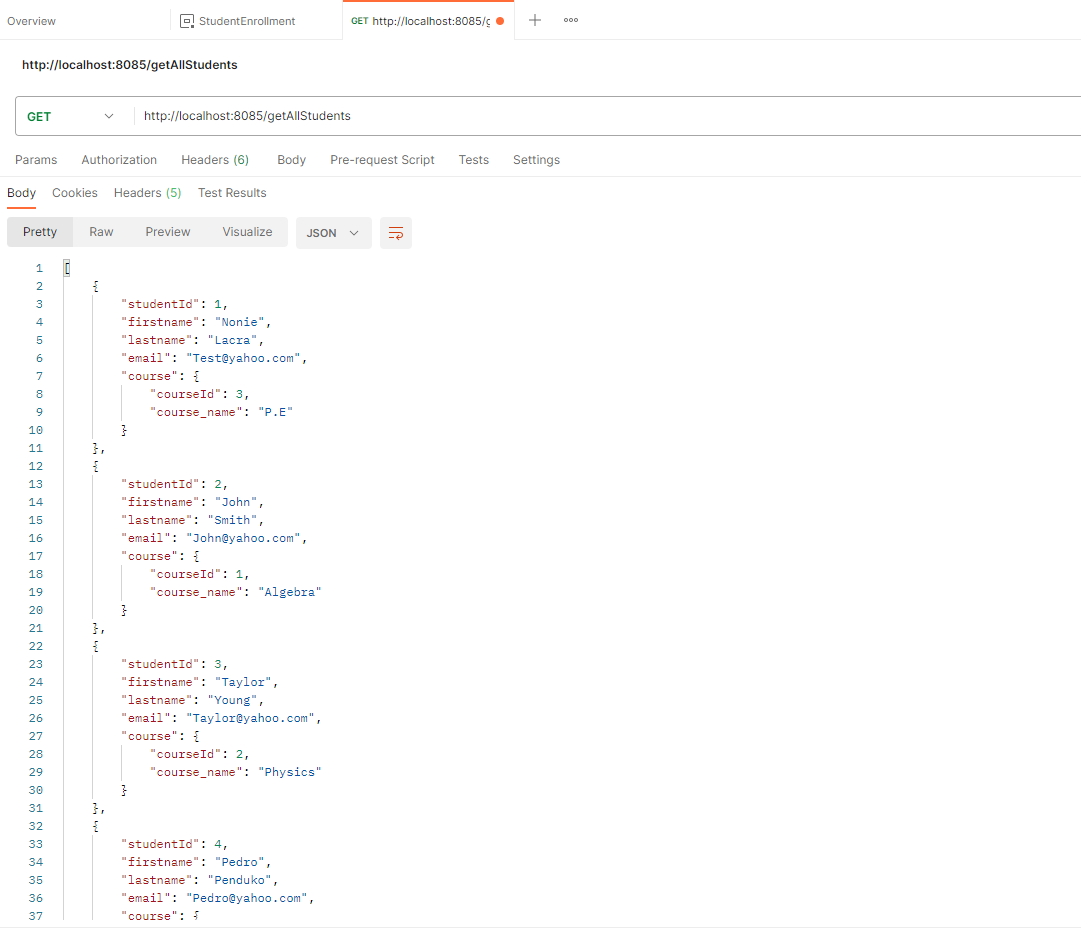 Overview
StudentEnrollment
GET http://localhost:8085/g
http://localhost:8085/getAllStudents
GET http://localhost:8085/getAllStudents
Params Authorization Headers (6) Body Pre-request Script Tests Settings
Body Cookies Headers (5) Test Results
Pretty Raw Preview Visualize JSON
1 [
2 {
3 "studentId": 1,
4 "firstname": "Nonie",
5 "lastname": "Lacra",
6 "email": "Test@yahoo.com",
7 "course": {
8 "courseId": 3,
9 "course_name": "P.E"
10 }
11 },
12 {
13 "studentId": 2,
14 "firstname": "John",
15 "lastname": "Smith",
16 "email": "John@yahoo.com",
17 "course": {
18 "courseId": 1,
19 "course_name": "Algebra"
20 }
21 },
22 {
23 "studentId": 3,
24 "firstname": "Taylor",
25 "lastname": "Young",
26 "email": "Taylor@yahoo.com",
27 "course": {
28 "courseId": 2,
29 "course_name": "Physics"
30 }
31 },
32 {
33 "studentId": 4,
34 "firstname": "Pedro",
35 "lastname": "Penduko",
36 "email": "Pedro@yahoo.com",
37 "course": {